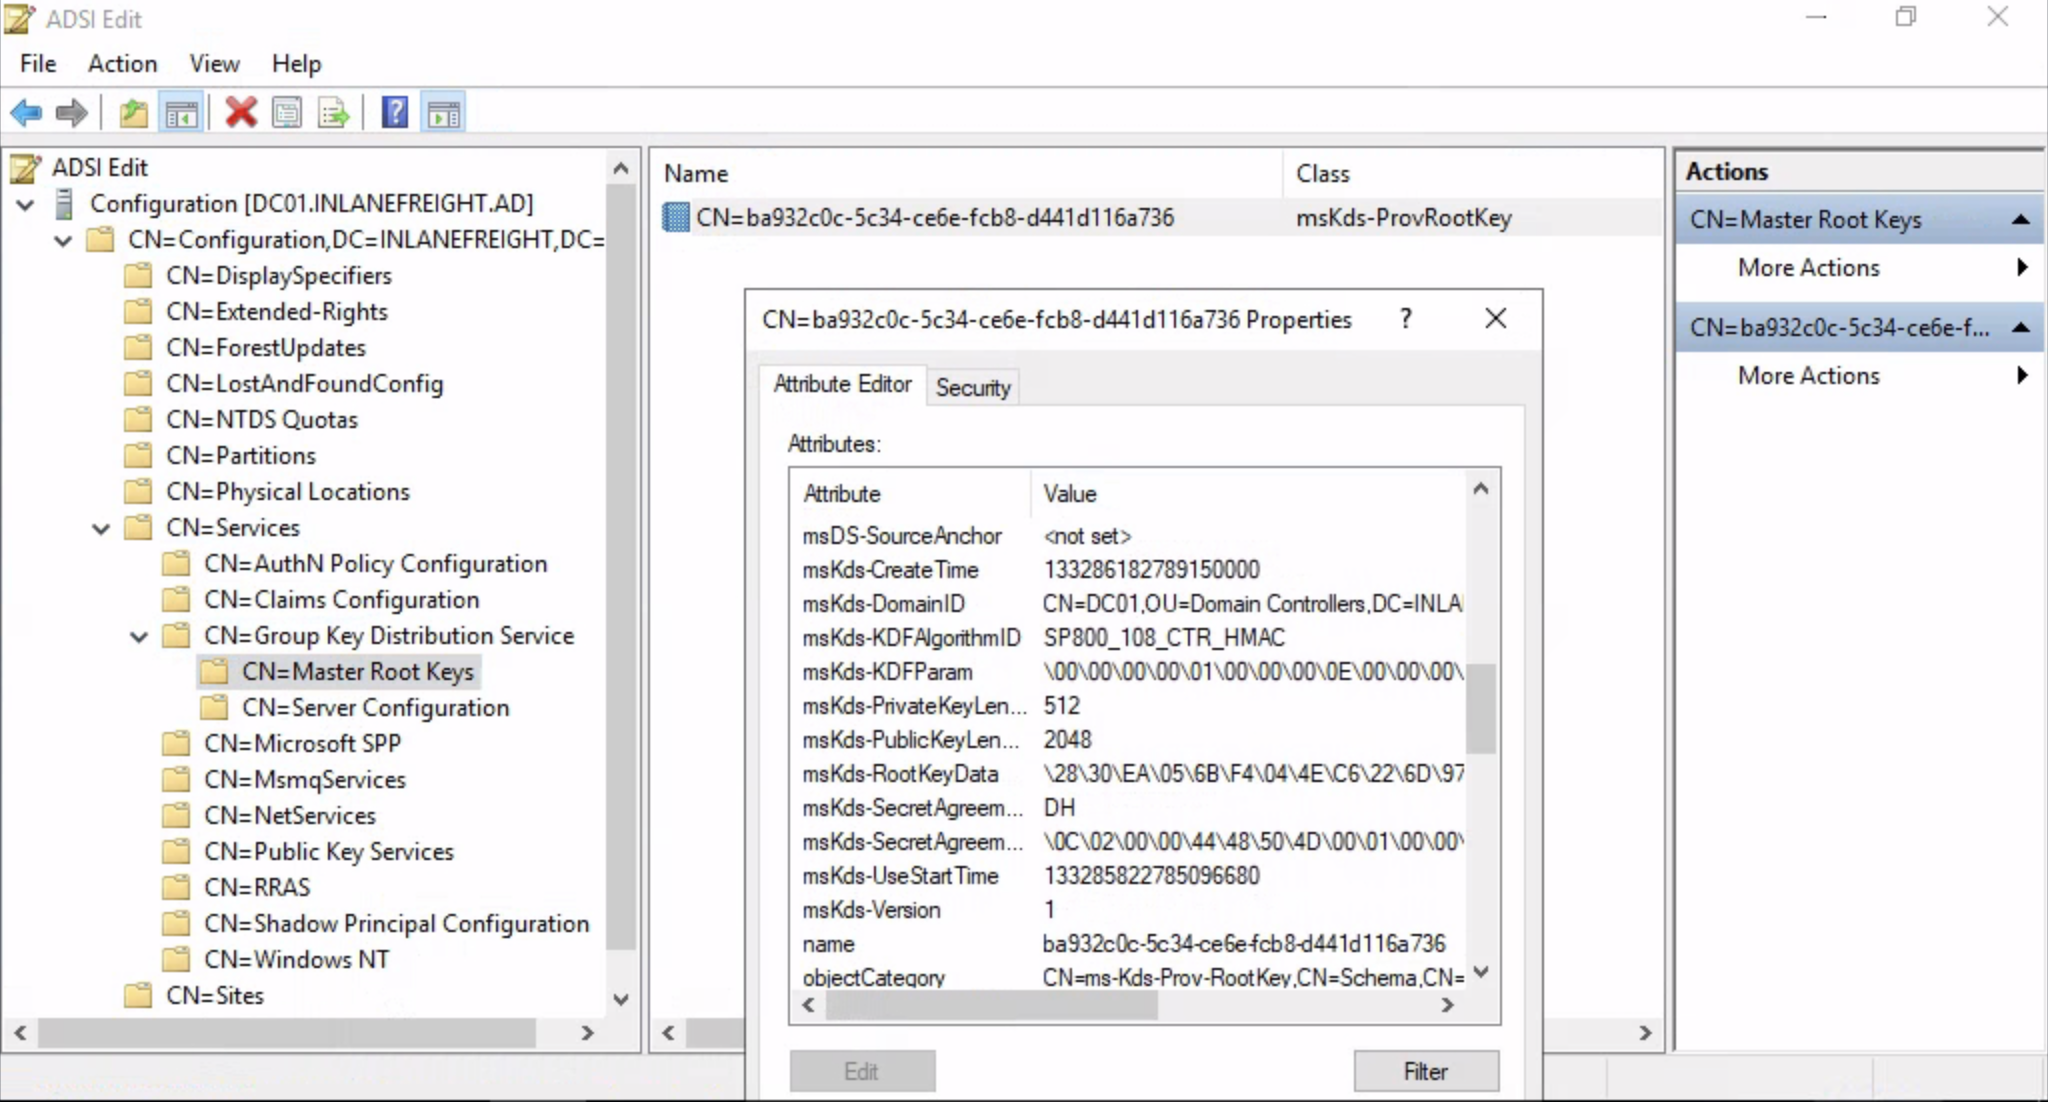 ADSI Edit
File Action View Help
ADSI Edit
Configuration [DC01.INLANEFREIGHT.AD]
CN=Configuration,DC=INLANEFREIGHT,DC=
CN=DisplaySpecifiers
CN=Extended-Rights
CN=ForestUpdates
CN=LostAndFoundConfig
CN=NTDS Quotas
CN=Partitions
CN=Physical Locations
CN=Services
CN=AuthN Policy Configuration
CN=Claims Configuration
CN=Group Key Distribution Service
CN=Master Root Keys
CN=Server Configuration
CN=Microsoft SPP
CN=MsmqServices
CN=NetServices
CN=Public Key Services
CN=RRAS
CN=Shadow Principal Configuration
CN=Windows NT
CN=Sites
Name Class
CN=ba932c0c-5c34-ce6e-fcb8-d441d116a736 msKds-ProvRootKey
CN=ba932c0c-5c34-ce6e-fcb8-d441d116a736 Properties ?
Attribute Editor Security
Attributes:
Attribute Value
msDS-SourceAnchor <not set>
msKds-CreateTime 133286182789150000
msKds-DomainID CN=DC01,OU=Domain Controllers,DC=INLA
msKds-KDFAlgorithmID SP800_108_CTR_HMAC
msKds-KDFParam \00\00\00\00\01\00\00\00\0E\00\00\00\
msKds-PrivateKeyLen... 512
msKds-PublicKeyLen... 2048
msKds-RootKeyData \28\30\EA\05\6B\F4\04\4E\C6\22\6D\97
msKds-SecretAgreem... DH
msKds-SecretAgreem... \0C\02\00\00\44\48\50\4D\00\01\00\00\
msKds-UseStartTime 133285822785096680
msKds-Version 1
name ba932c0c-5c34-ce6e-fcb8-d441d116a736
objectCategory CN=ms-Kds-Prov-RootKey,CN=Schema,CN=
Edit Filter
Actions
CN=Master Root Keys
More Actions
CN=ba932c0c-5c34-ce6e-f...
More Actions